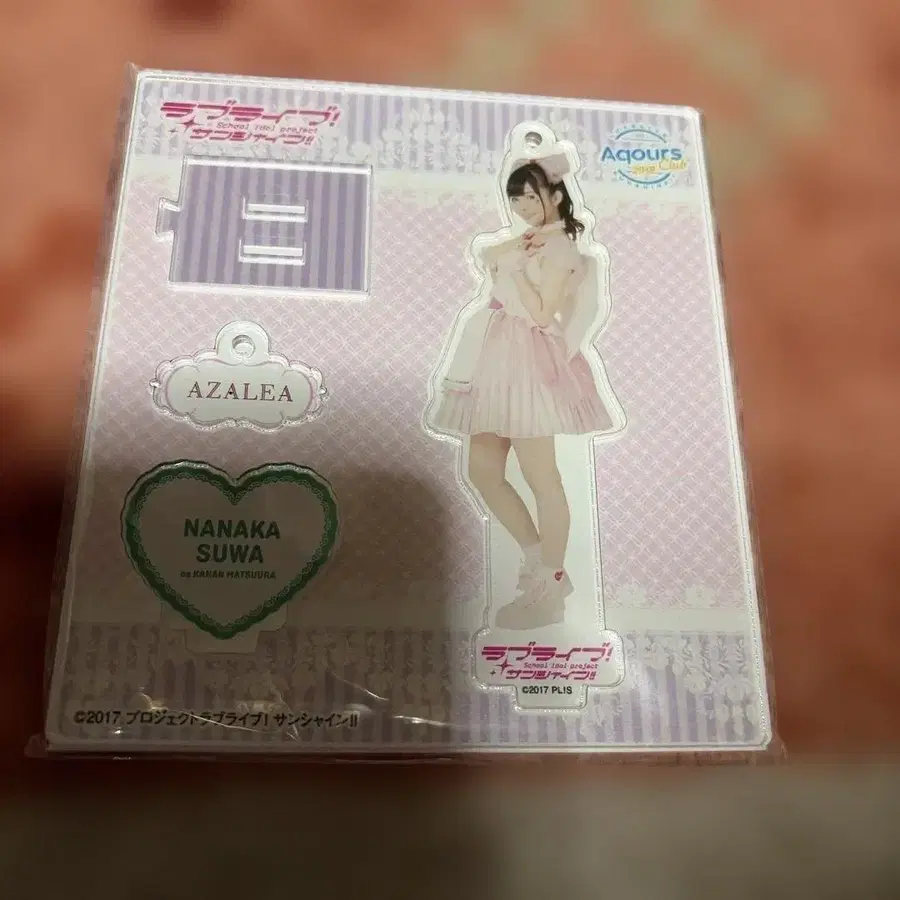 ラブライブ!
School idol project
サンシャイン!!
Aqours
Club
AZALEA
NANAKA
SUWA
as KANAN MATSUURA
ラブライブ!
School idol project
サンシャイン!!
©2017 PL!S
©2017 プロジェクトラブライブ!サンシャイン!!